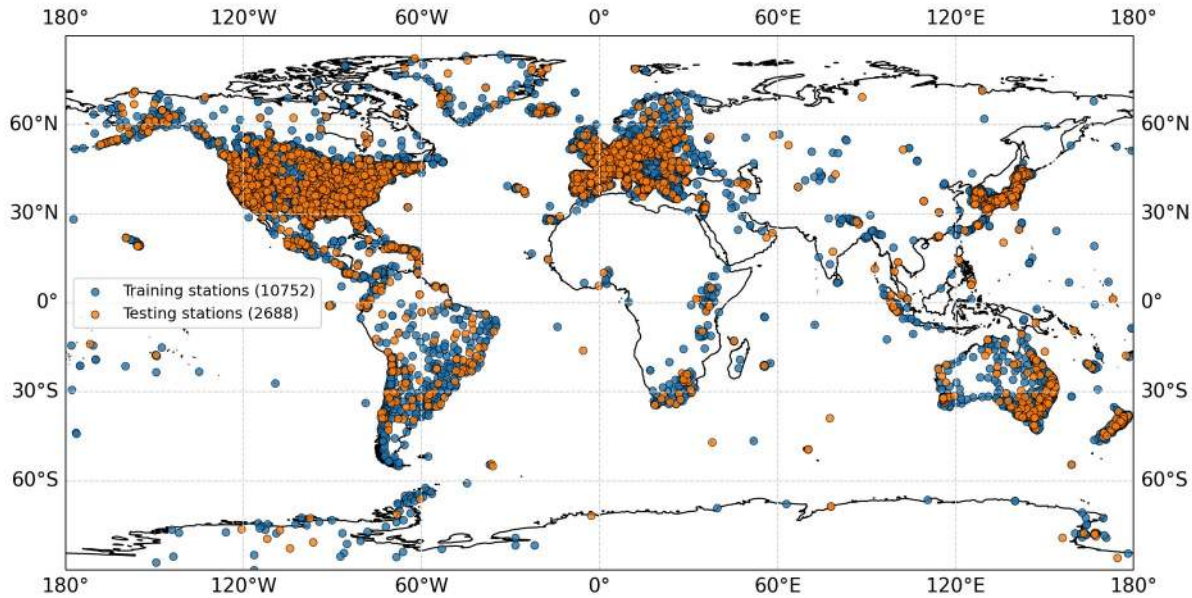 180° 120°W 60°W 0° 60°E 120°E 180°
60°N 60°N
30°N 30°N
Training stations (10752)
Testing stations (2688)
0° 0°
30°S 30°S
60°S 60°S
180° 120°W 60°W 0° 60°E 120°E 180°